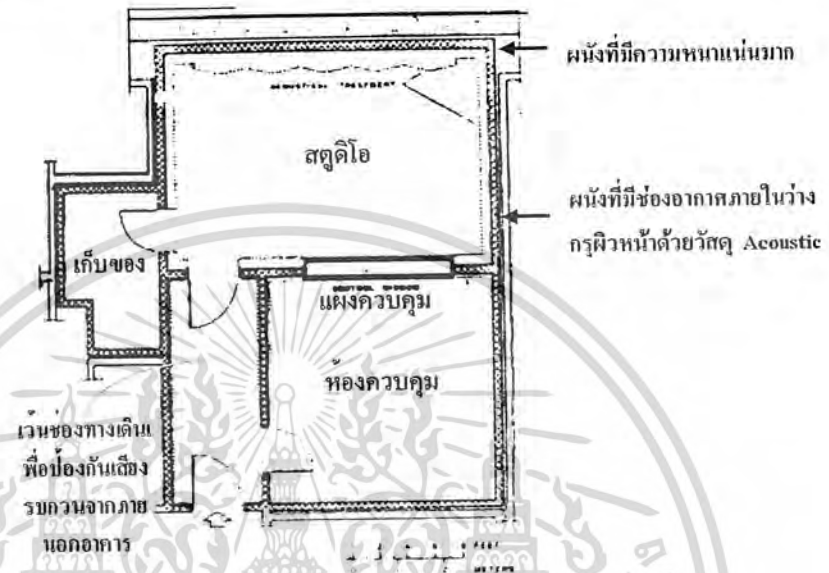 ผนังที่มีความหนาแน่นมาก
ACOUSTICAL TREATMENT
สตูดิโอ
ผนังที่มีช่องอากาศภายในว่าง
กรุผิวหน้าด้วยวัสดุ Acoustic
เก็บของ
แผงควบคุม
ห้องควบคุม
เว้นช่องทางเดินเ
พื่อป้องกันเสียง
รบกวนจากภาย
นอกอาคาร